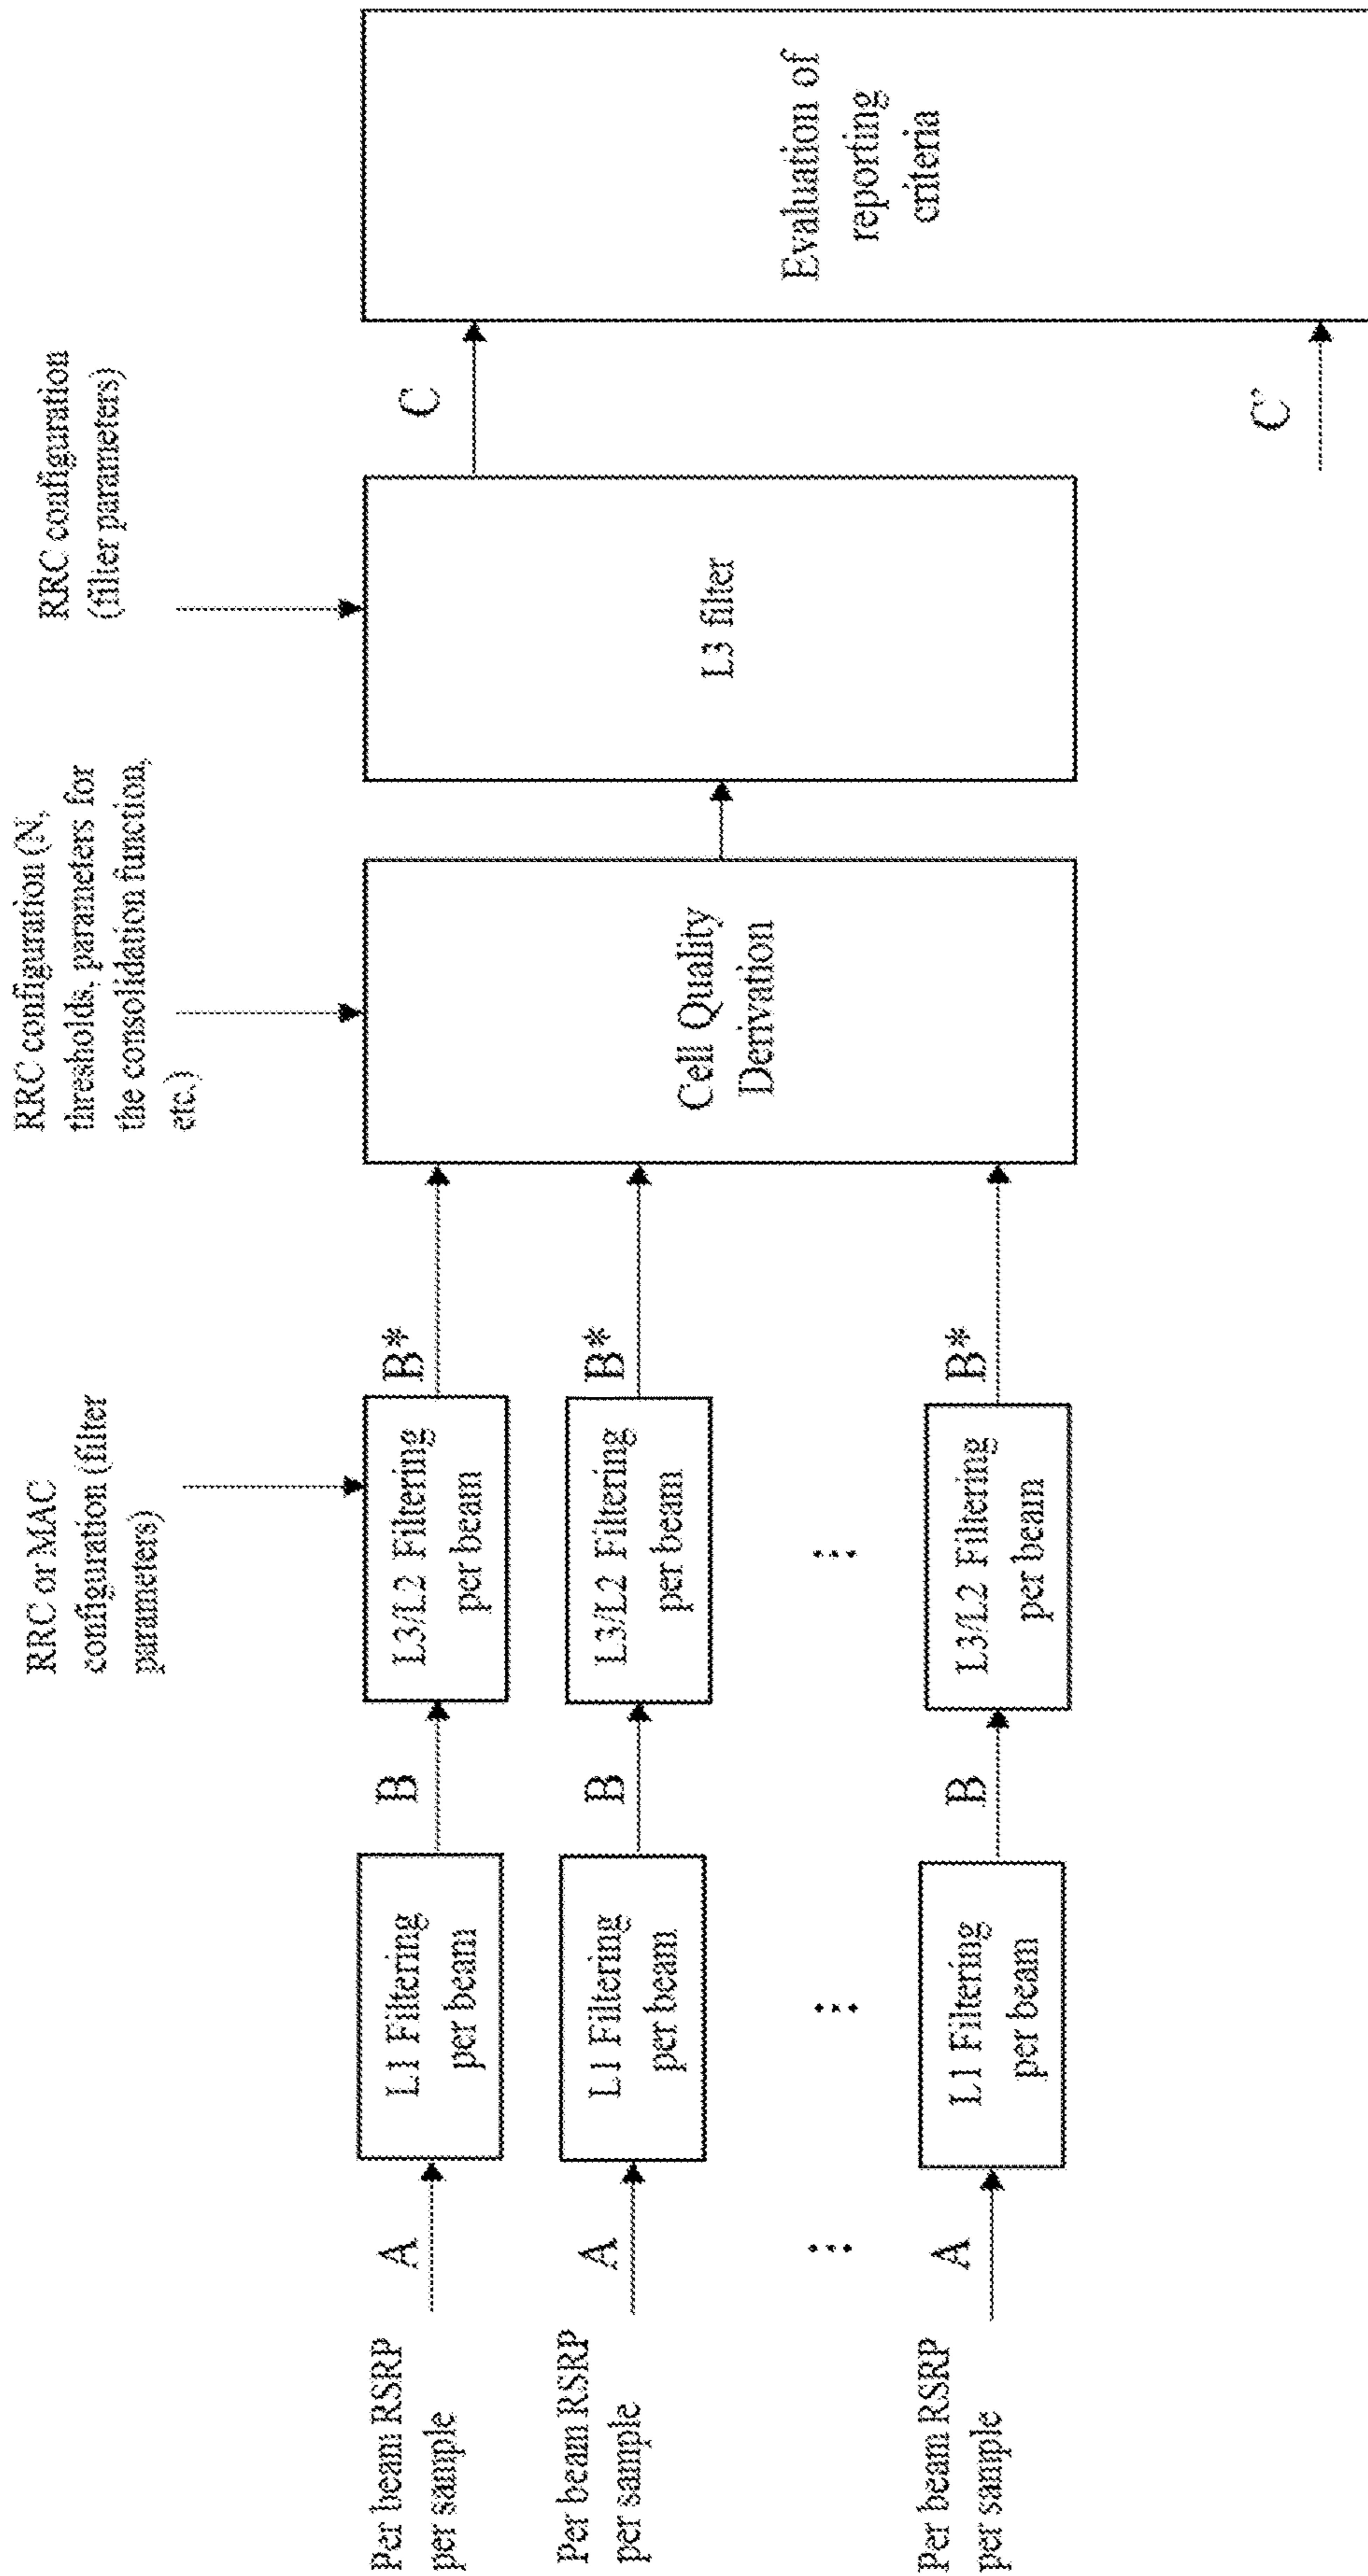 RRC or MAC
configuration (filter
parameters)
RRC configuration (N,
thresholds, parameters for
the consolidation function,
etc.)
RRC configuration
(filter parameters)
Per beam RSRP
per sample
A
L1 Filtering
per beam
B
L3/L2 Filtering
per beam
B*
Per beam RSRP
per sample
A
L1 Filtering
per beam
B
L3/L2 Filtering
per beam
B*
Per beam RSRP
per sample
A
L1 Filtering
per beam
B
L3/L2 Filtering
per beam
B*
Cell Quality
Derivation
L3 filter
C
C'
Evaluation of
reporting
criteria